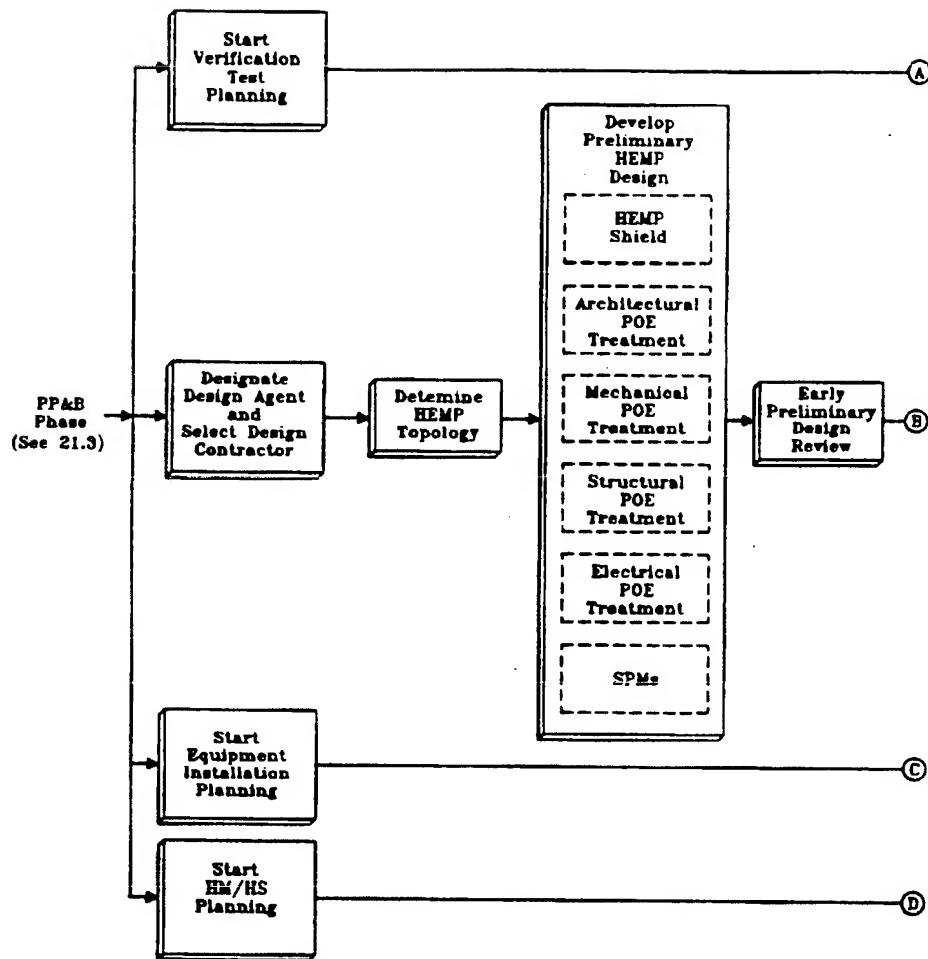 Start
Verification
Test
Planning
A
Develop
Preliminary
HEMP
Design
HEMP
Shield
Architectural
POE
Treatment
Mechanical
POE
Treatment
Structural
POE
Treatment
Electrical
POE
Treatment
SPMs
PP&B
Phase
(See 21.3)
Designate
Design Agent
and
Select Design
Contractor
Detemine
HEMP
Topology
Early
Preliminary
Design
Review
B
Start
Equipment
Installation
Planning
C
Start
HM/HS
Planning
D